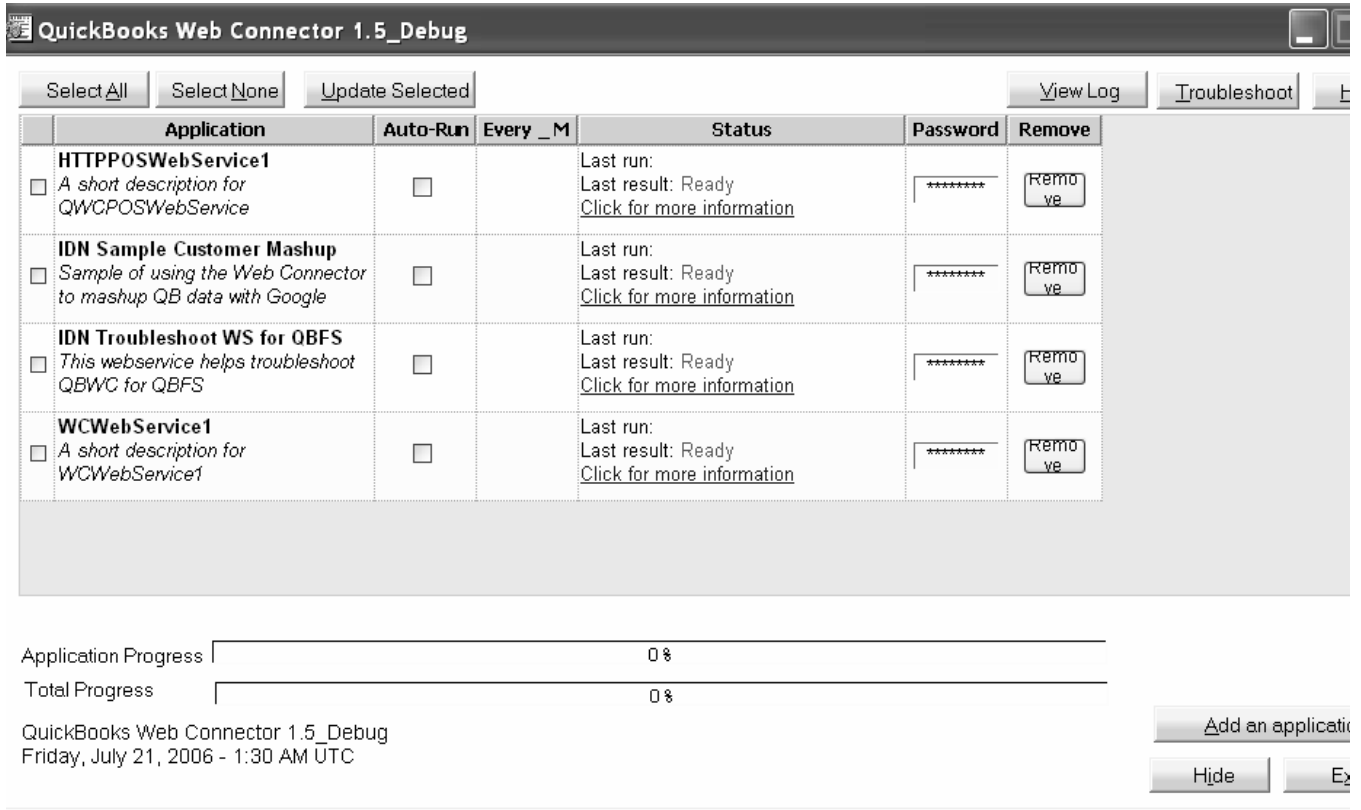 QuickBooks Web Connector 1.5_Debug
Select All Select None Update Selected View Log Troubleshoot H
Application Auto-Run Every _ M Status Password Remove
HTTPPOSWebService1
A short description for
QWCPOSWebService
Last run:
Last result: Ready
Click for more information
********
Remo
ve
IDN Sample Customer Mashup
Sample of using the Web Connector
to mashup QB data with Google
Last run:
Last result: Ready
Click for more information
********
Remo
ve
IDN Troubleshoot WS for QBFS
This webservice helps troubleshoot
QBWC for QBFS
Last run:
Last result: Ready
Click for more information
********
Remo
ve
WCWebService1
A short description for
WCWebService1
Last run:
Last result: Ready
Click for more information
********
Remo
ve
Application Progress 0 %
Total Progress 0 %
QuickBooks Web Connector 1.5_Debug
Friday, July 21, 2006 - 1:30 AM UTC
Add an applicatio
Hide Ex